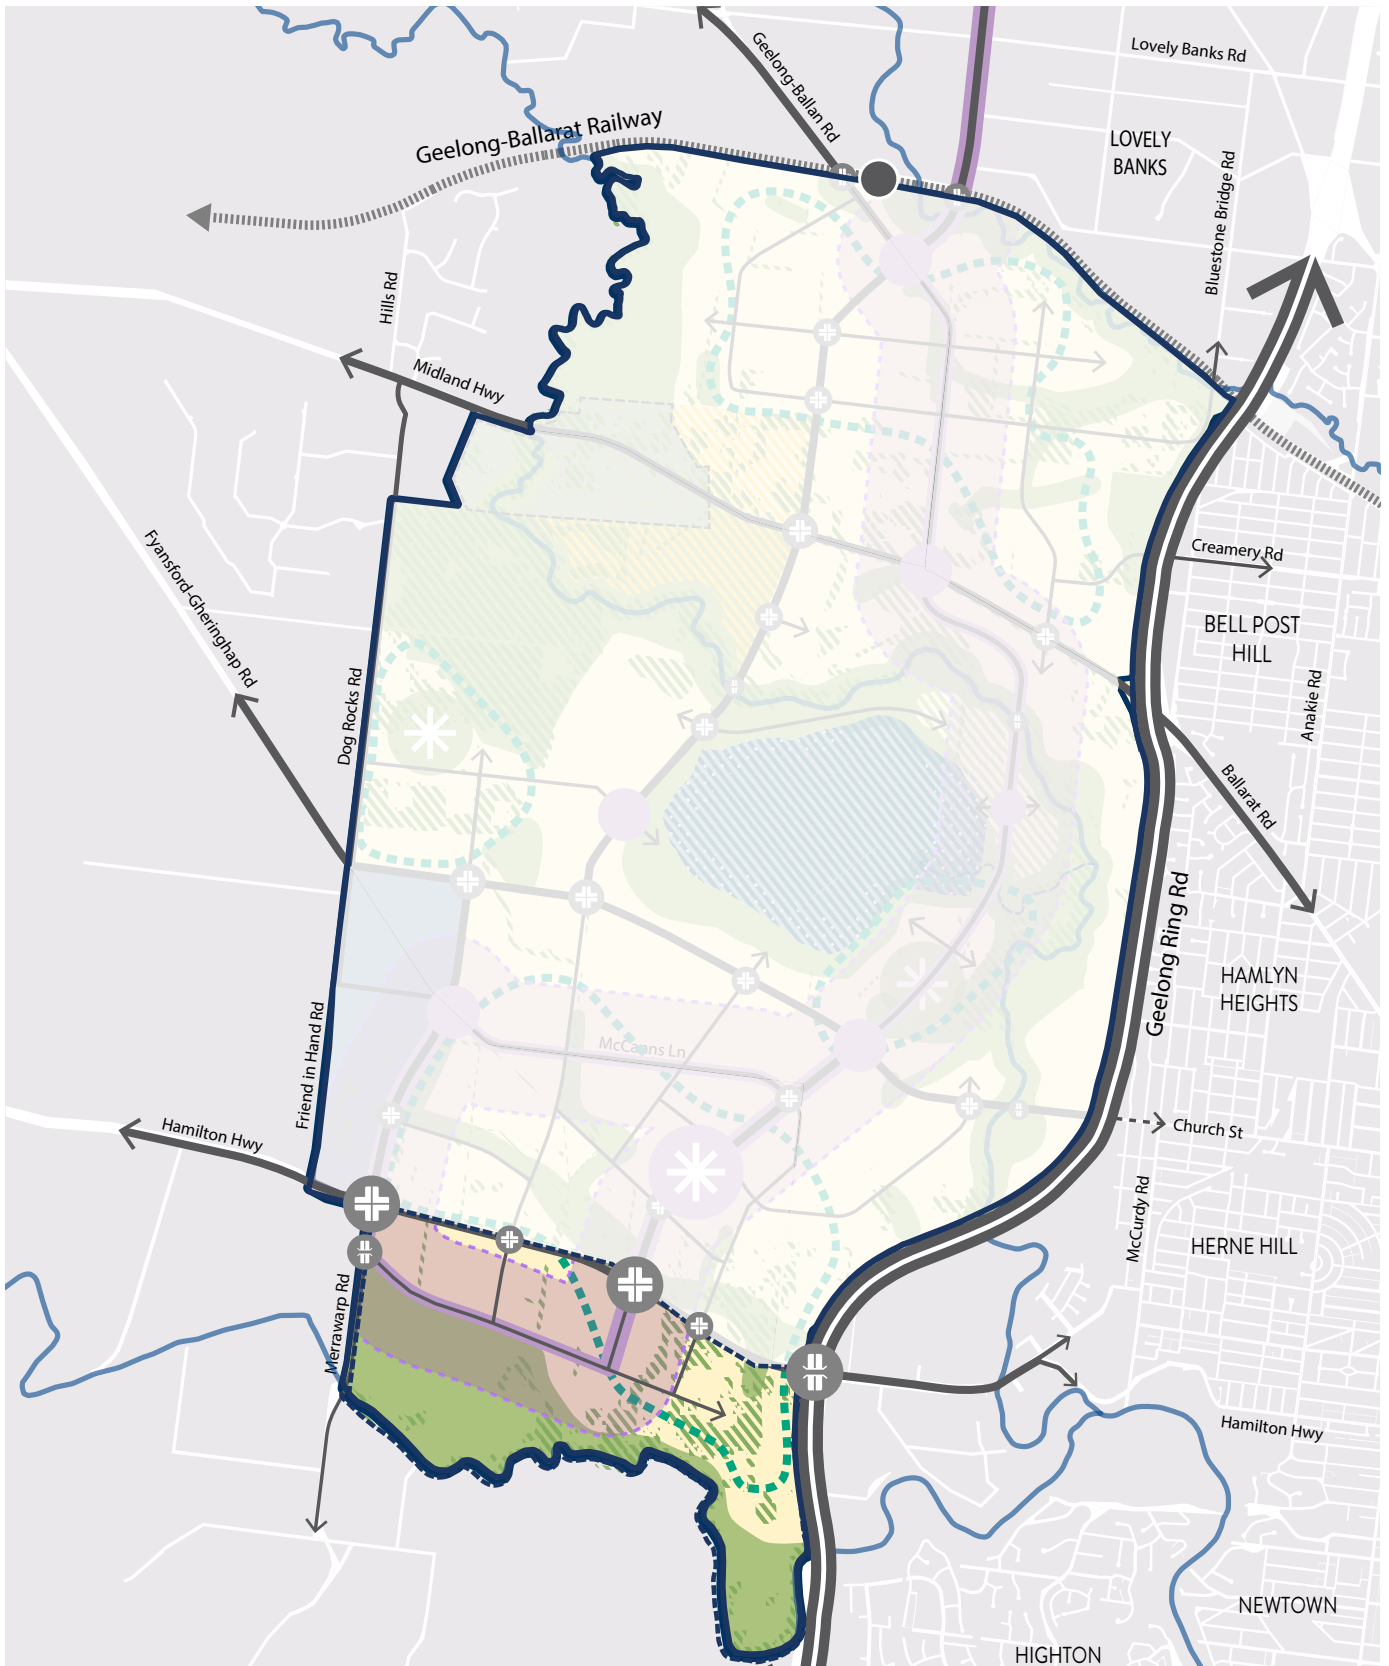 Lovely Banks Rd
Geelong-Ballan Rd
Geelong-Ballarat Railway
LOVELY
BANKS
Bluestone Bridge Rd
Hills Rd
Midland Hwy
Fyansford-Gheringhap Rd
Creamery Rd
BELL POST
HILL
Anakie Rd
Dog Rocks Rd
Ballarat Rd
Geelong Ring Rd
HAMLYN
HEIGHTS
McCanns Ln
Friend in Hand Rd
Hamilton Hwy
Church St
McCurdy Rd
HERNE HILL
Merrawarp Rd
Hamilton Hwy
NEWTOWN
HIGHTON